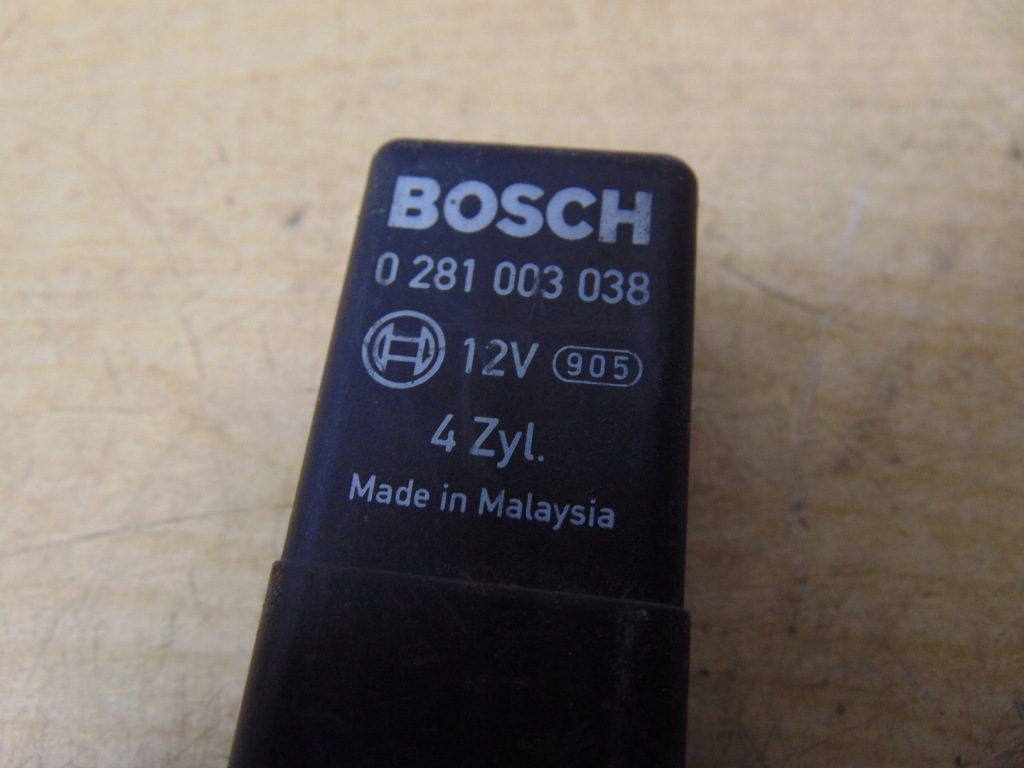 BOSCH
0 281 003 038
12V 905
4 Zyl.
Made in Malaysia